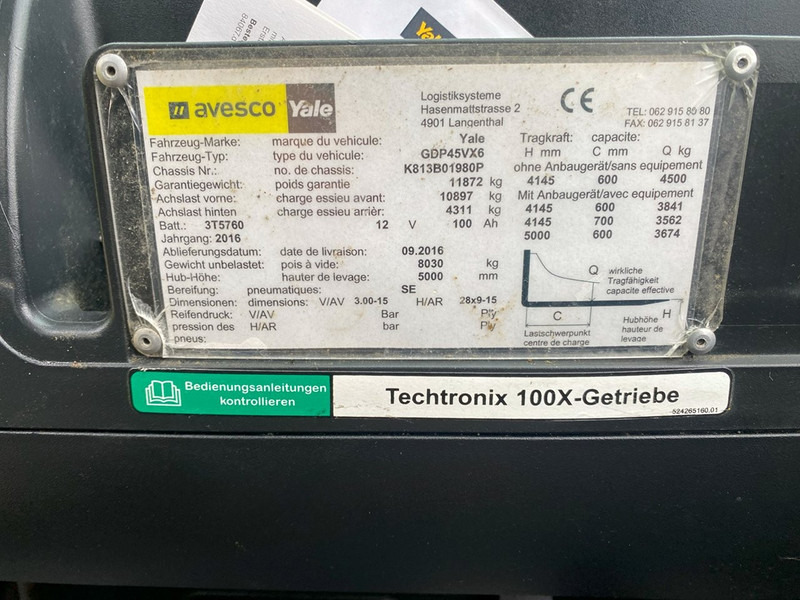 Beste
84067.d
Yale
avesco Yale
Logistiksysteme
Hasenmattstrasse 2
4901 Langenthal
CE
TEL: 062 915 80 80
FAX: 062 915 81 37
Fahrzeug-Marke: marque du vehicule: Yale
Fahrzeug-Typ: type du vehicule: GDP45VX6
Chassis Nr.: no. de chassis: K813B01980P
Garantiegewicht: poids garantie 11872 kg
Achslast vorne: charge essieu avant: 10897 kg
Achslast hinten charge essieu arrièr: 4311 kg
Batt.: 3T5760 12 V 100 Ah
Jahrgang: 2016
Ablieferungsdatum: date de livraison: 09.2016
Gewicht unbelastet: pois à vide: 8030 kg
Hub-Höhe: hauter de levage: 5000 mm
Bereifung: pneumatiques: SE
Dimensionen: dimensions: V/AV 3.00-15 H/AR 28x9-15
Reifendruck: V/AV Bar Ply
pression des H/AR bar Ply
pneus:
Tragkraft: capacite:
H mm C mm Q kg
ohne Anbaugerät/sans equipement
4145 600 4500
Mit Anbaugerät/avec equipement
4145 600 3841
4145 700 3562
5000 600 3674
Q wirkliche
Tragfähigkeit
capacite effective
C H
Lastschwerpunkt
centre de charge
Hubhöhe
hauteur de
levage
Bedienungsanleitungen
kontrollieren
Techtronix 100X-Getriebe
524265160.01